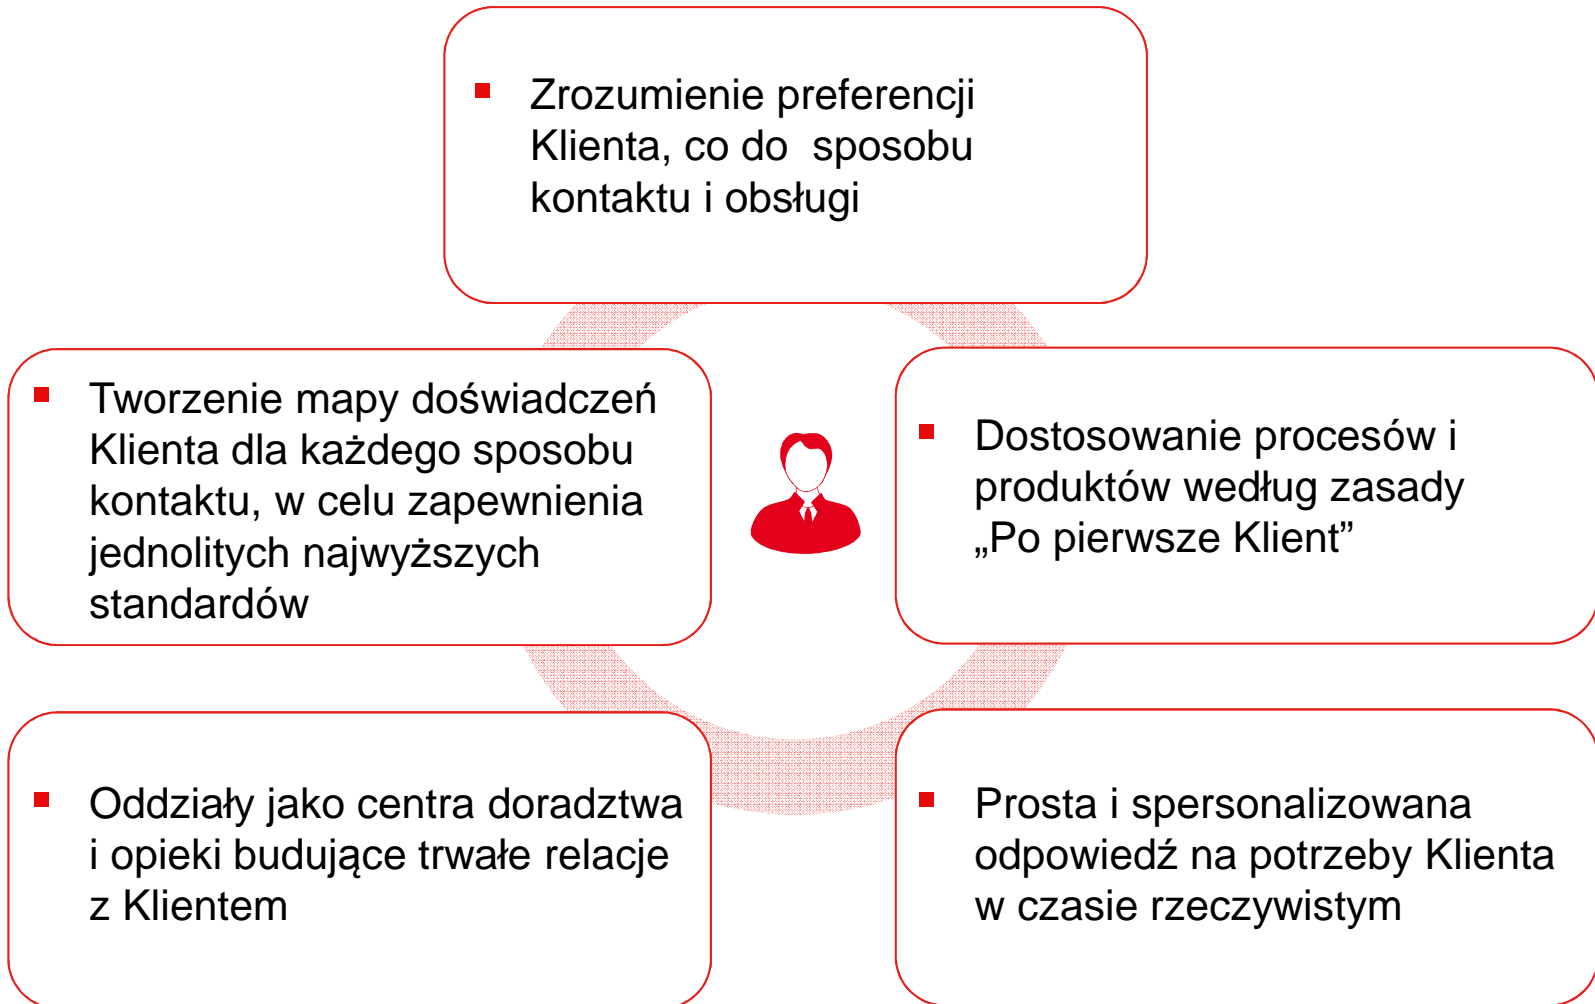 Zrozumienie preferencji
Klienta, co do sposobu
kontaktu i obsługi
Tworzenie mapy doświadczeń
Klienta dla każdego sposobu
kontaktu, w celu zapewnienia
jednolitych najwyższych
standardów
Dostosowanie procesów i
produktów według zasady
„Po pierwsze Klient”
Oddziały jako centra doradztwa
i opieki budujące trwałe relacje
z Klientem
Prosta i spersonalizowana
odpowiedź na potrzeby Klienta
w czasie rzeczywistym